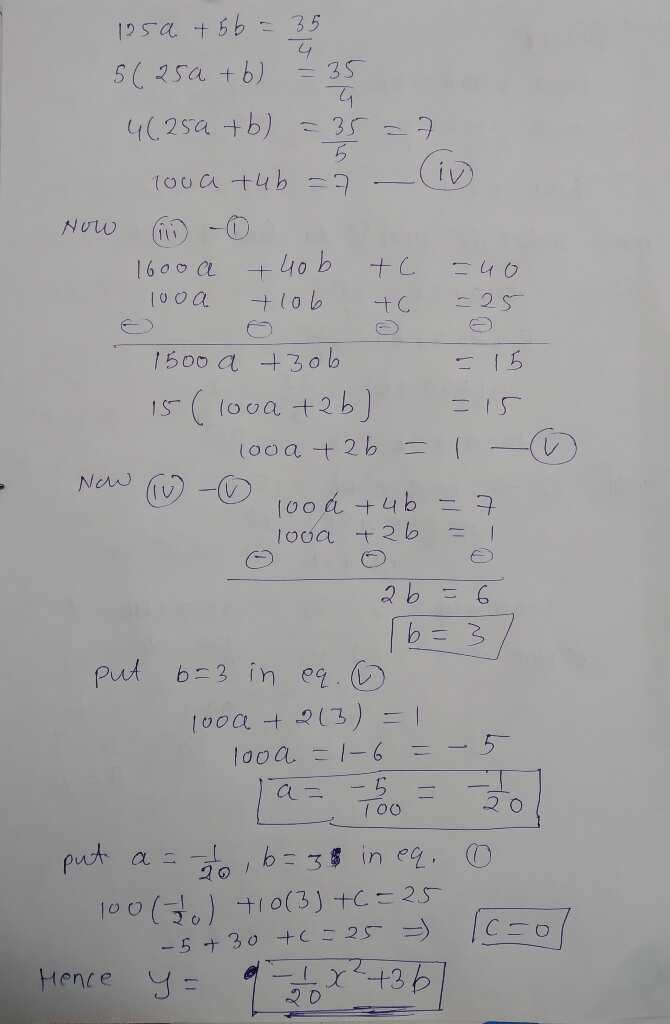 125a + 5b = 35/4
5(25a + b) = 35/4
4(25a + b) = 35/5 = 7
100a + 4b = 7 — (iv)
Now (iii) - (i)
1600a + 40b + c = 40
100a + 10b + c = 25
(-) (-) (-) (-)
1500a + 30b = 15
15(100a + 2b) = 15
100a + 2b = 1 — (v)
Now (iv) - (v)
100a + 4b = 7
100a + 2b = 1
(-) (-) (-)
2b = 6
b = 3
put b=3 in eq. (v)
100a + 2(3) = 1
100a = 1-6 = -5
a = -5/100 = -1/20
put a = -1/20, b=3 in eq. (i)
100(-1/20) + 10(3) + c = 25
-5 + 30 + c = 25 ⇒ c = 0
Hence y = -1/20 x² + 3b